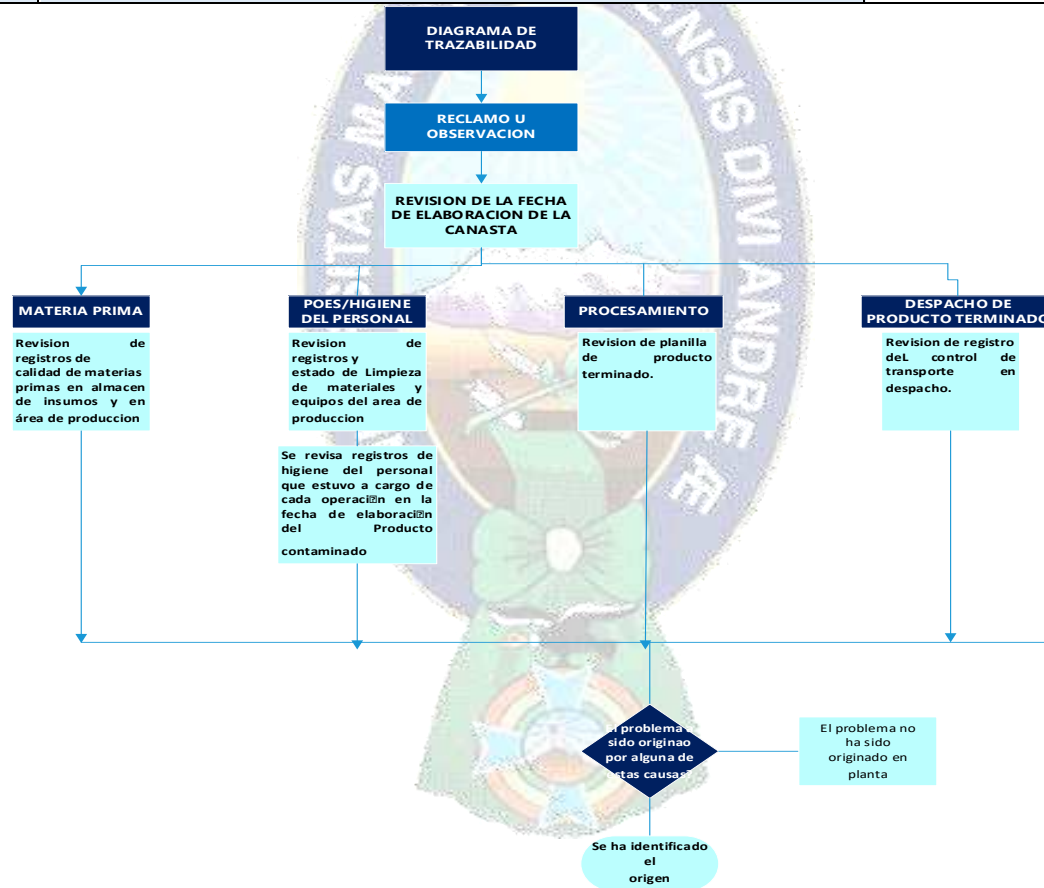 DIAGRAMA DE
TRAZABILIDAD
RECLAMO U
OBSERVACION
REVISION DE LA FECHA
DE ELABORACION DE LA
CANASTA
MATERIA PRIMA
Revision de
registros de
calidad de materias
primas en almacen
de insumos y en
área de produccion
POES/HIGIENE
DEL PERSONAL
Revision de
registros y
estado de Limpieza
de materiales y
equipos del area de
produccion
Se revisa registros de
higiene del personal
que estuvo a cargo de
cada operaci�n en la
fecha de elaboraci�n
del Producto
contaminado
PROCESAMIENTO
Revision de planilla
de producto
terminado.
DESPACHO DE
PRODUCTO TERMINADO
Revision de registro
deL control de
transporte en
despacho.
problema
sido originao
por alguna de
stas causas
El problema no
ha sido
originado en
planta
Se ha identificado
el
origen
ENSIS DIVI ANDRE
ITAS MA